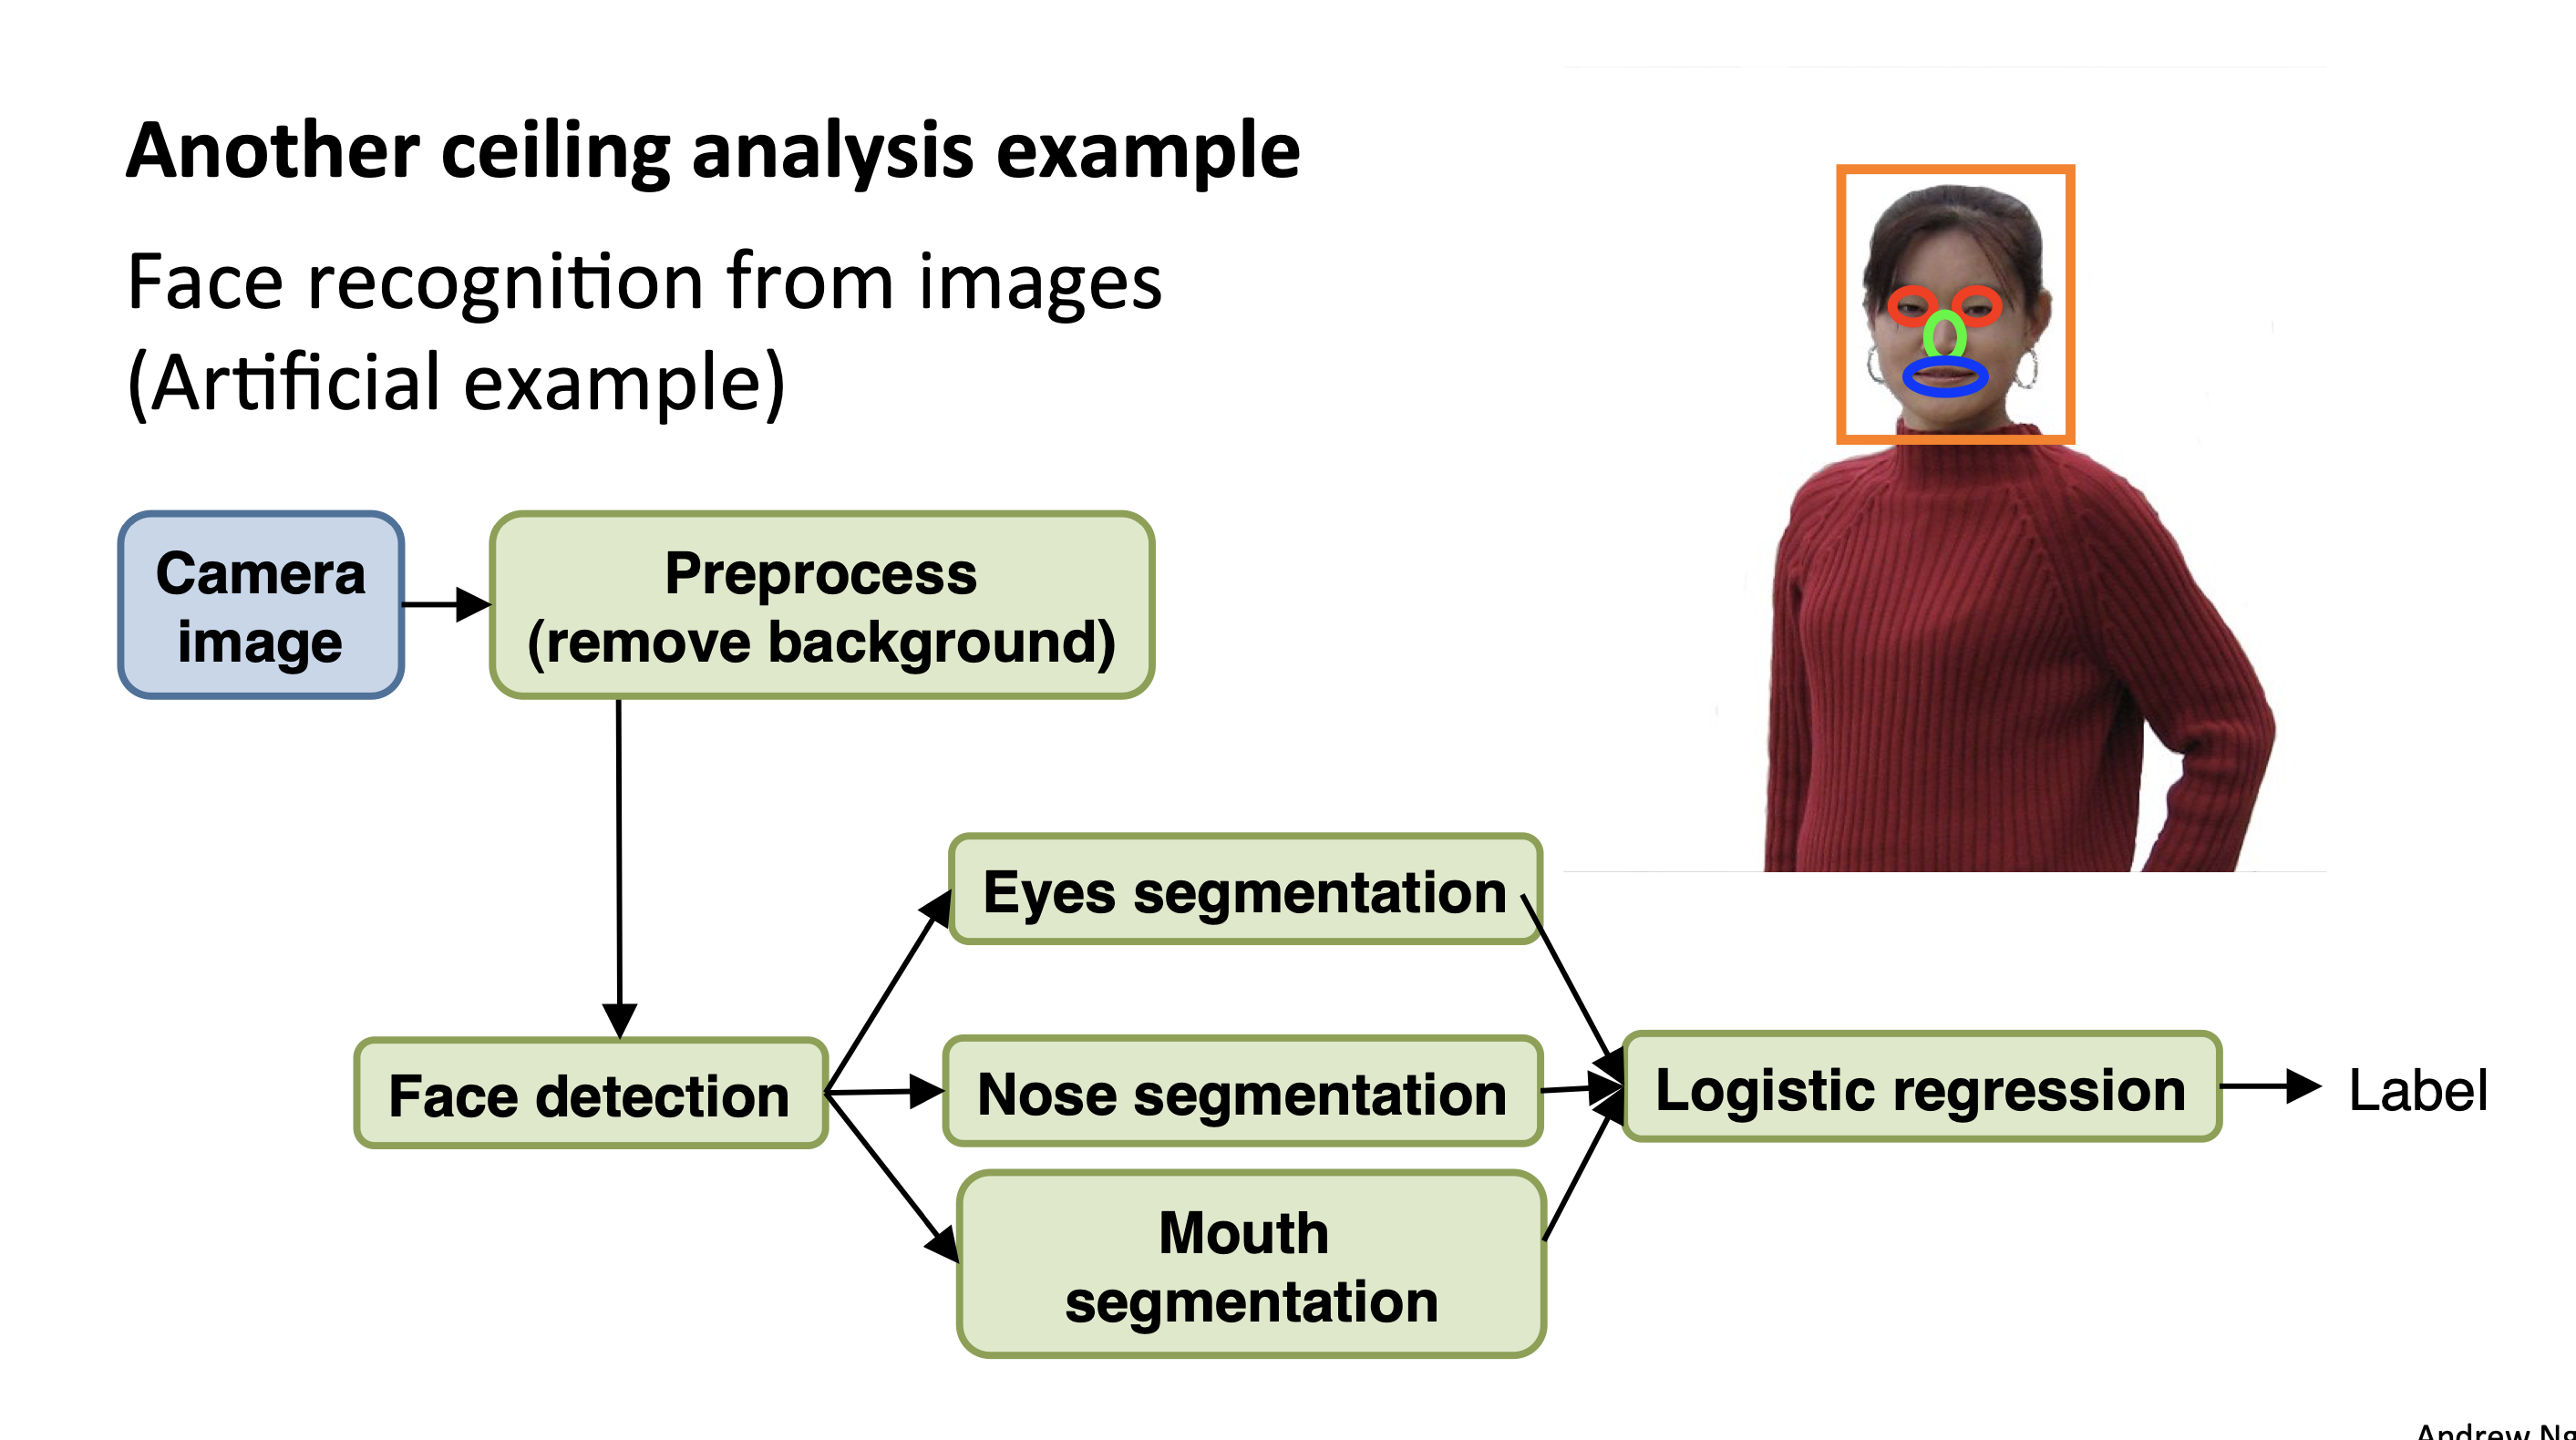 Another ceiling analysis example
Face recognition from images
(Artificial example)
Camera
image
Preprocess
(remove background)
Eyes segmentation
Face detection
Nose segmentation
Logistic regression
Label
Mouth
segmentation
Andrew Ng